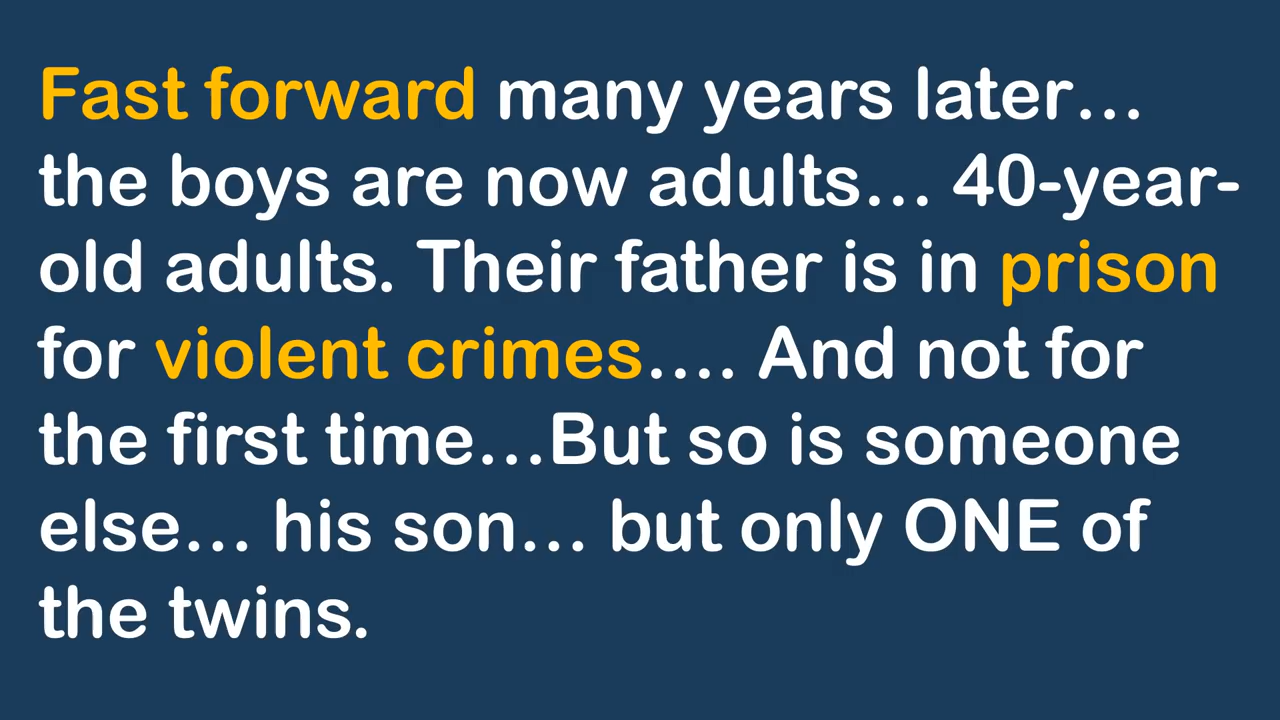 Fast forward many years later...
the boys are now adults... 40-year-
old adults. Their father is in prison
for violent crimes.... And not for
the first time...But so is someone
else... his son... but only ONE of
the twins.